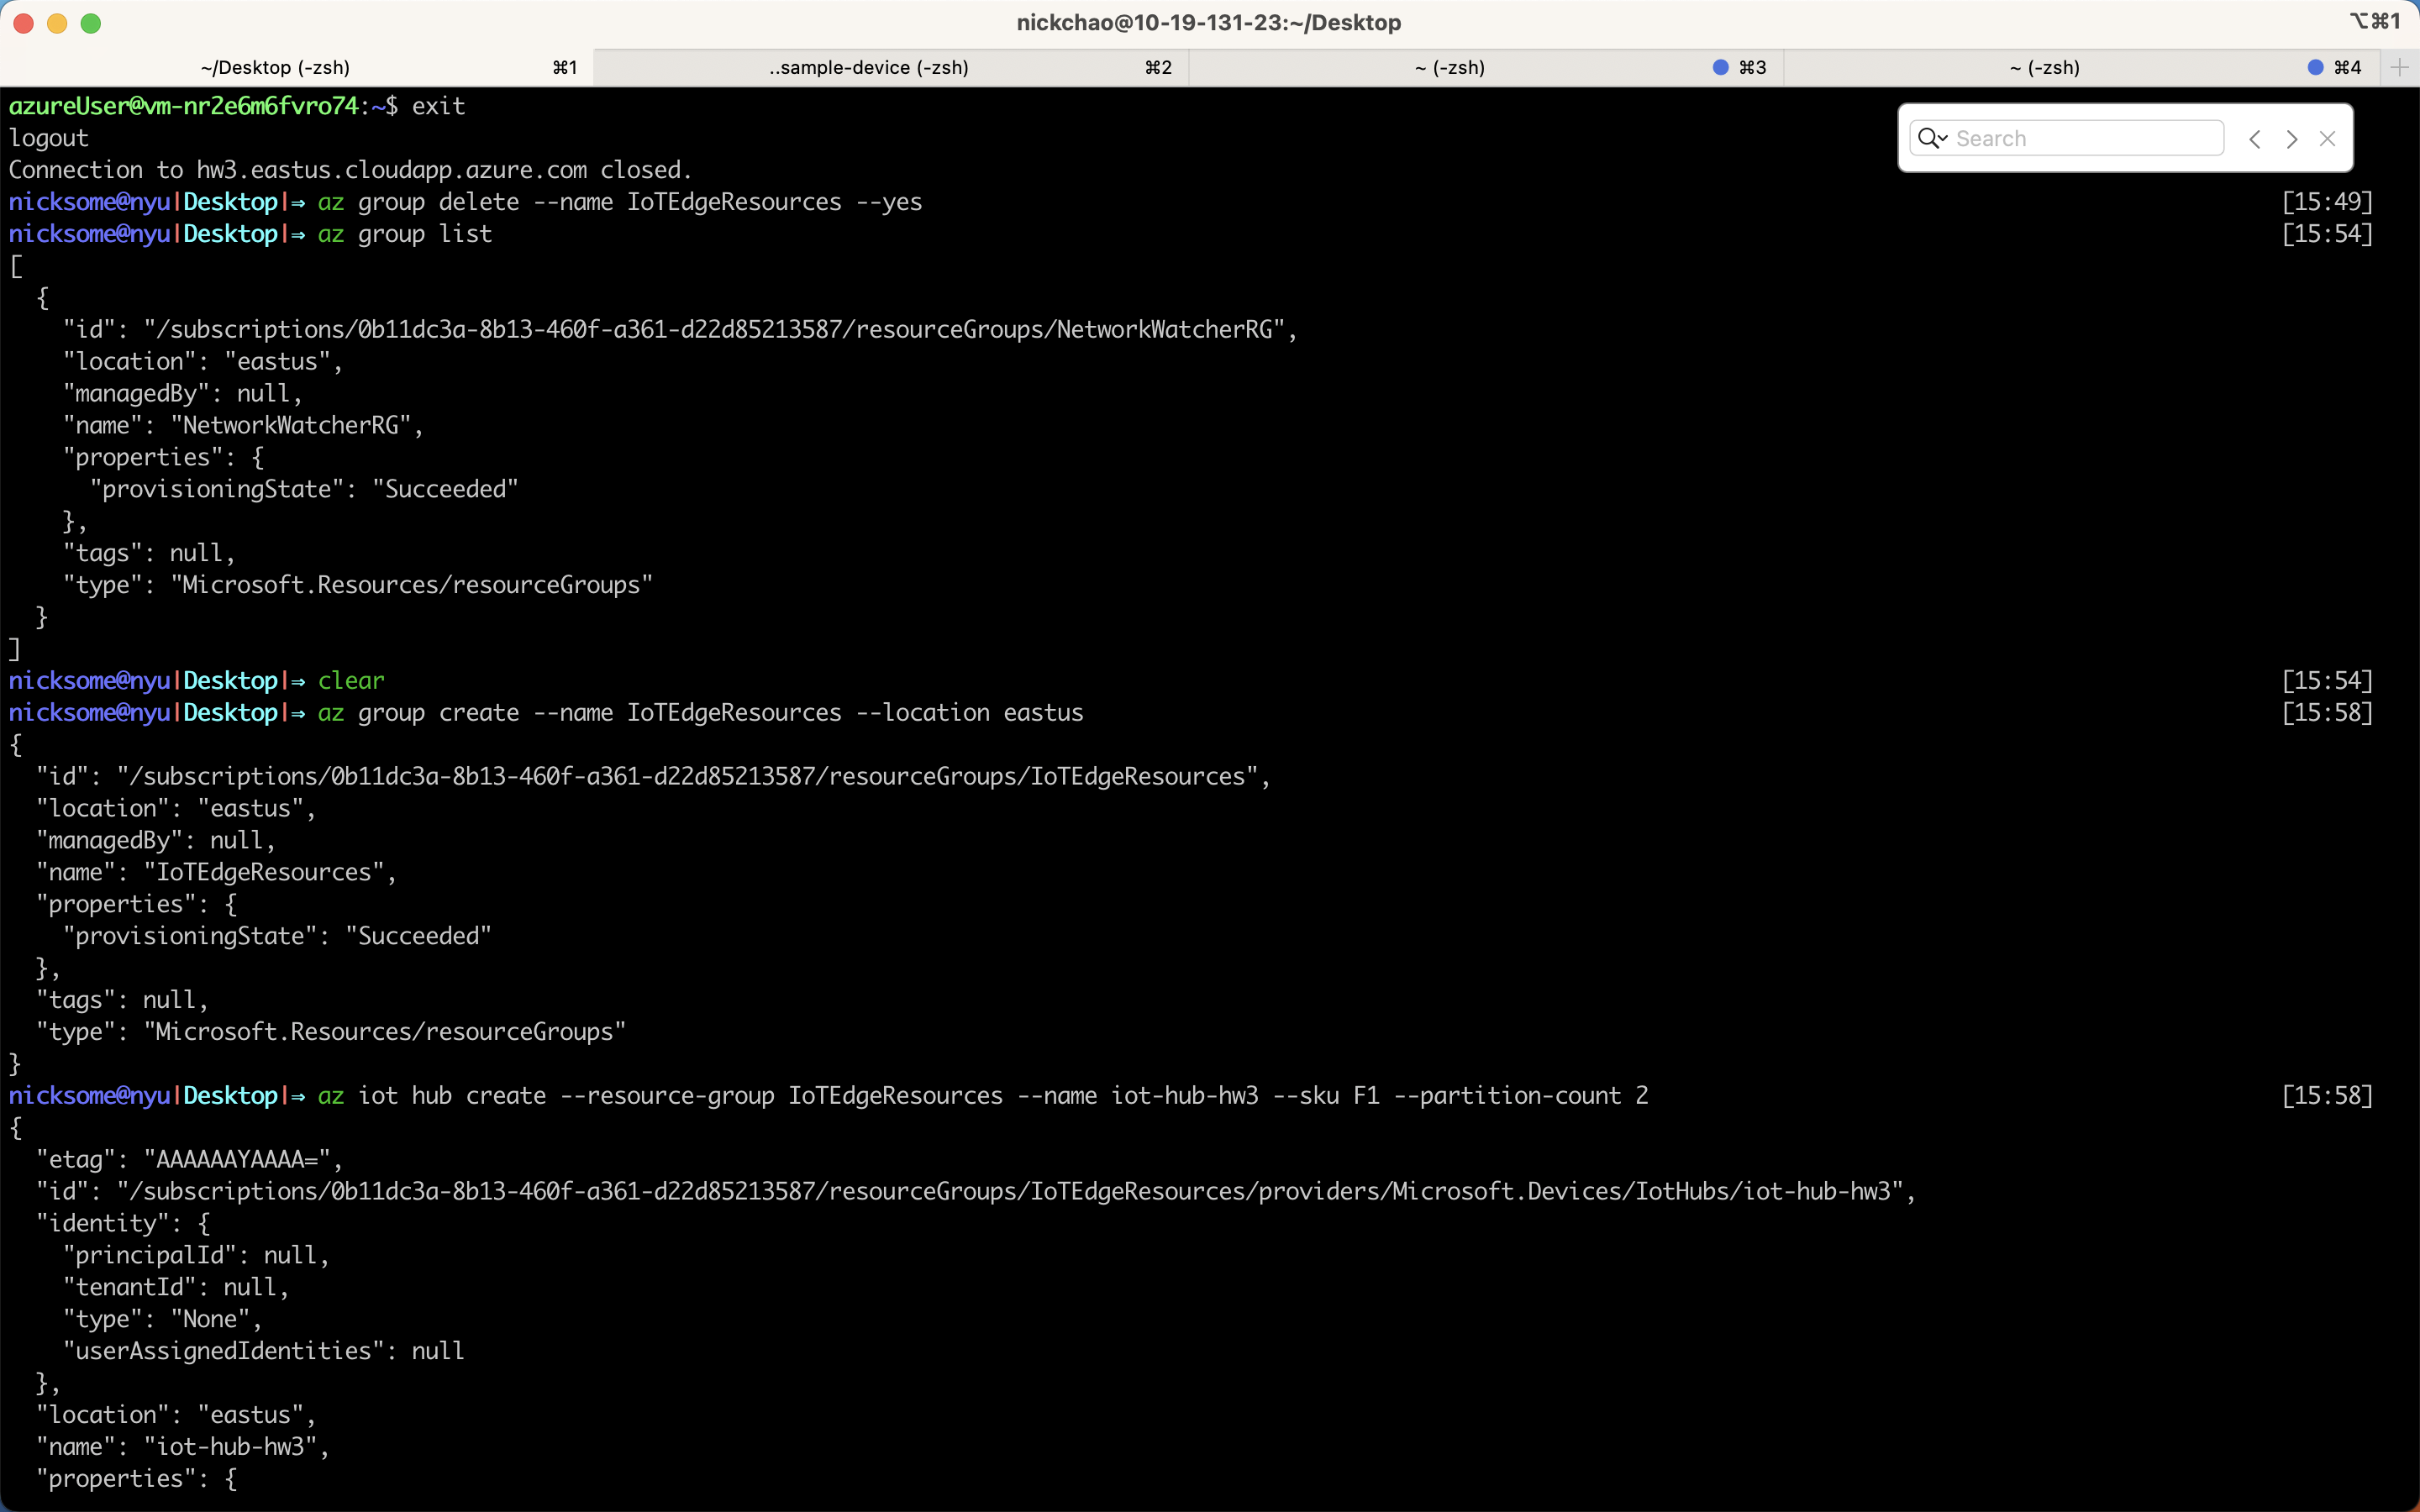 nickchao@10-19-131-23:~/Desktop
⌥⌘1
~/Desktop (-zsh) ⌘1
..sample-device (-zsh) ⌘2
~ (-zsh) ⌘3
~ (-zsh) ⌘4
azureUser@vm-nr2e6m6fvro74:~$ exit
Search
logout
Connection to hw3.eastus.cloudapp.azure.com closed.
nicksome@nyu|Desktop|⇒ az group delete --name IoTEdgeResources --yes [15:49]
nicksome@nyu|Desktop|⇒ az group list [15:54]
[
  {
    "id": "/subscriptions/0b11dc3a-8b13-460f-a361-d22d85213587/resourceGroups/NetworkWatcherRG",
    "location": "eastus",
    "managedBy": null,
    "name": "NetworkWatcherRG",
    "properties": {
      "provisioningState": "Succeeded"
    },
    "tags": null,
    "type": "Microsoft.Resources/resourceGroups"
  }
]
nicksome@nyu|Desktop|⇒ clear [15:54]
nicksome@nyu|Desktop|⇒ az group create --name IoTEdgeResources --location eastus [15:58]
{
  "id": "/subscriptions/0b11dc3a-8b13-460f-a361-d22d85213587/resourceGroups/IoTEdgeResources",
  "location": "eastus",
  "managedBy": null,
  "name": "IoTEdgeResources",
  "properties": {
    "provisioningState": "Succeeded"
  },
  "tags": null,
  "type": "Microsoft.Resources/resourceGroups"
}
nicksome@nyu|Desktop|⇒ az iot hub create --resource-group IoTEdgeResources --name iot-hub-hw3 --sku F1 --partition-count 2 [15:58]
{
  "etag": "AAAAAAYAAAA=",
  "id": "/subscriptions/0b11dc3a-8b13-460f-a361-d22d85213587/resourceGroups/IoTEdgeResources/providers/Microsoft.Devices/IotHubs/iot-hub-hw3",
  "identity": {
    "principalId": null,
    "tenantId": null,
    "type": "None",
    "userAssignedIdentities": null
  },
  "location": "eastus",
  "name": "iot-hub-hw3",
  "properties": {